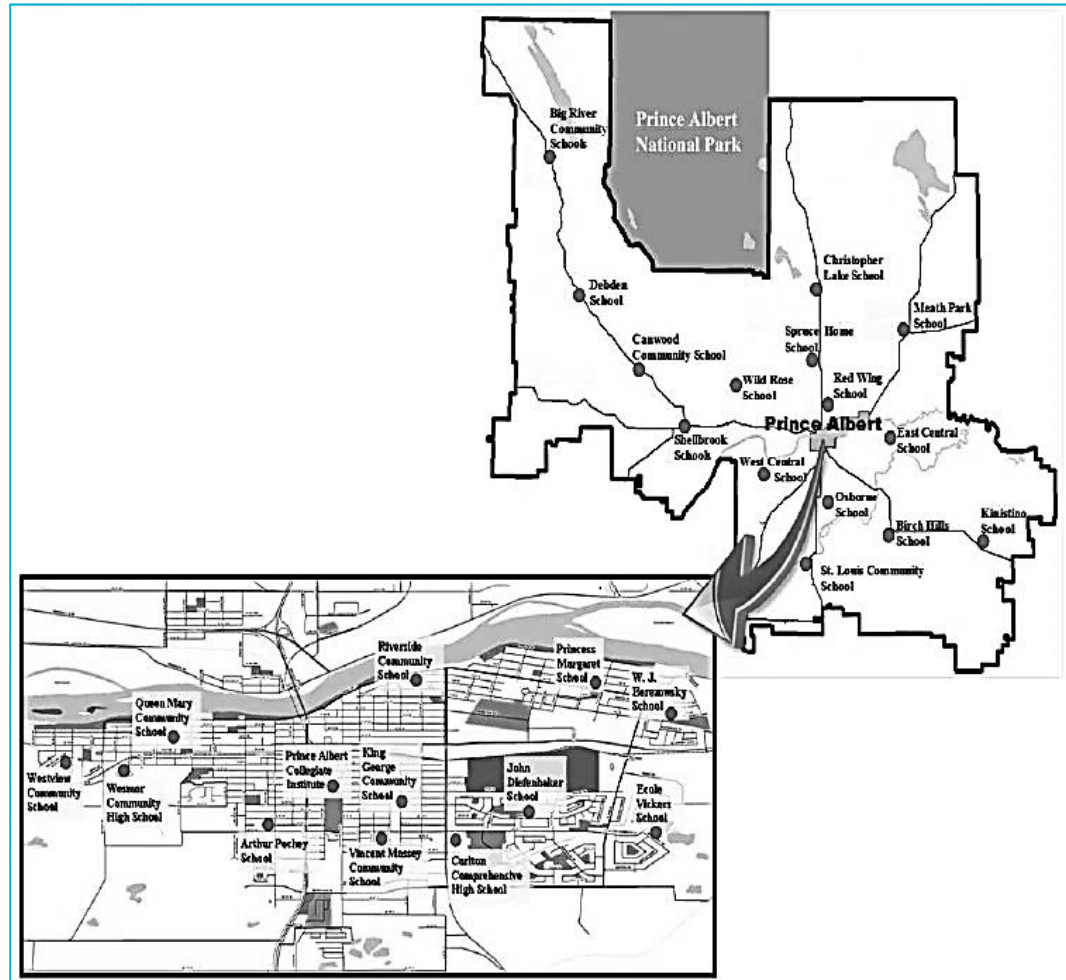 Big River
Community
Schools
Prince Albert
National Park
Christopher
Lake School
Debden
School
Meath Park
School
Spruce Home
School
Canwood
Community School
Wild Rose
School
Red Wing
School
Prince Albert
Shellbrook
Schools
East Central
School
West Central
School
Osborne
School
Birch Hills
School
Kinistino
School
St. Louis Community
School
Riverside
Community
School
Princess
Margaret
School
W. J.
Berezowsky
School
Queen Mary
Community
School
Prince Albert
Collegiate
Institute
King
George
Community
School
John
Diefenbaker
School
Ecole
Vickers
School
Westview
Community
School
Wesmor
Community
High School
Arthur Pechey
School
Vincent Massey
Community
School
Carlton
Comprehensive
High School